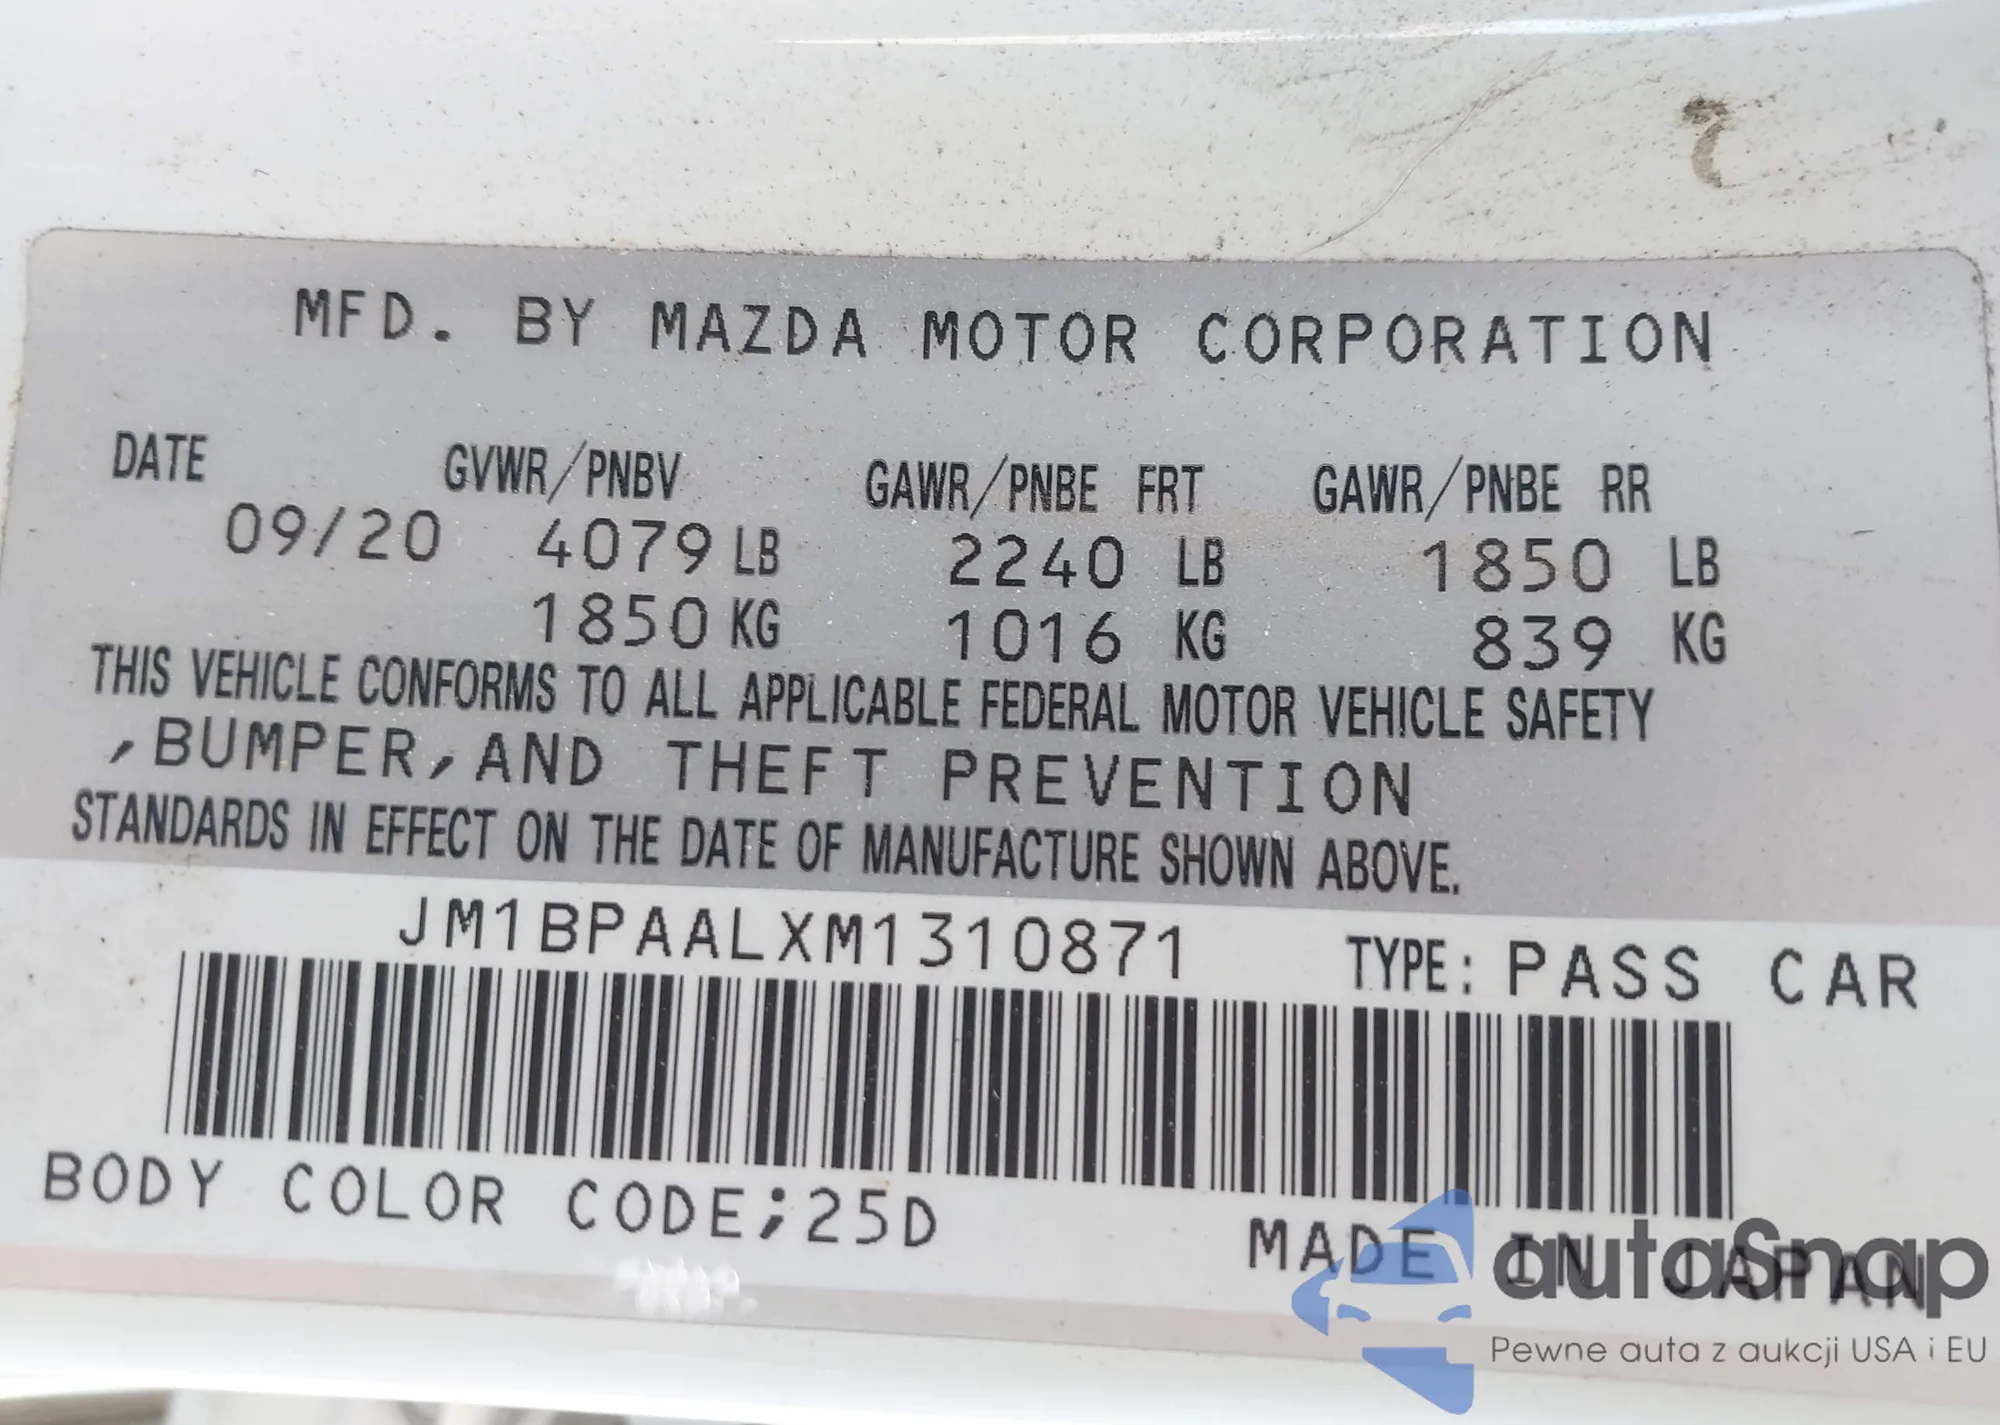 MFD. BY MAZDA MOTOR CORPORATION
DATE GVWR/PNBV GAWR/PNBE FRT GAWR/PNBE RR
09/20 4079 LB 2240 LB 1850 LB
1850 KG 1016 KG 839 KG
THIS VEHICLE CONFORMS TO ALL APPLICABLE FEDERAL MOTOR VEHICLE SAFETY
,BUMPER,AND THEFT PREVENTION
STANDARDS IN EFFECT ON THE DATE OF MANUFACTURE SHOWN ABOVE.
JM1BPAALXM1310871 TYPE: PASS CAR
BODY COLOR CODE;25D
MADE IN JAPAN
autaSnap
Pewne auta z aukcji USA i EU